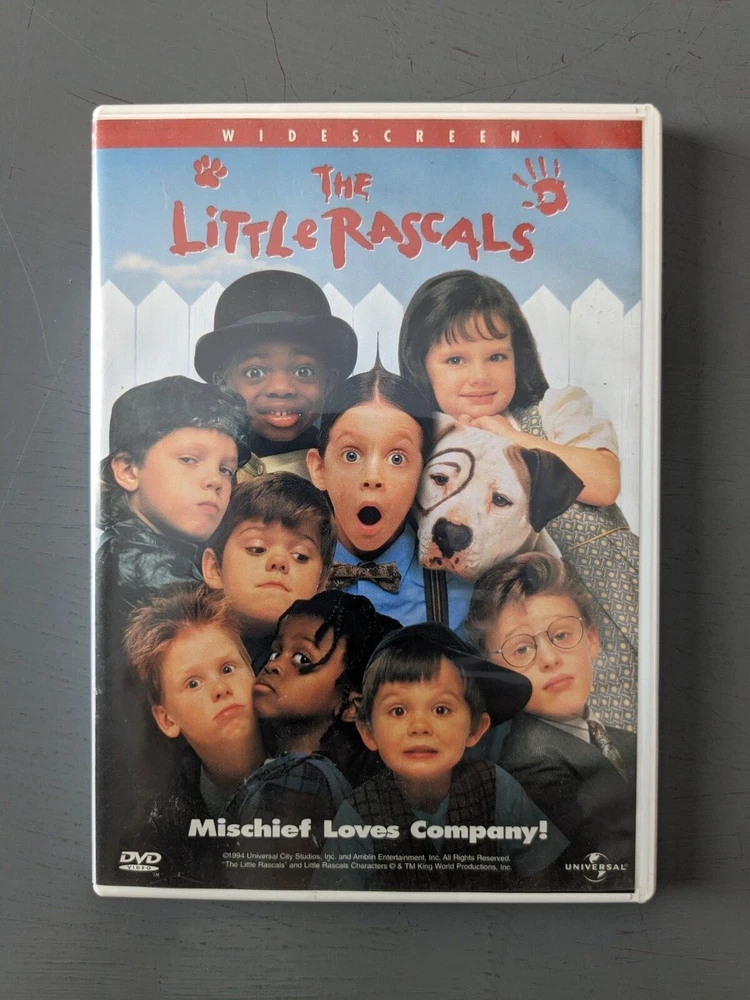 WIDESCREEN
THE
LITTLE RASCALS
Mischief Loves Company!
©1994 Universal City Studios, Inc. and Amblin Entertainment, Inc. All Rights Reserved.
"The Little Rascals" and Little Rascals Characters © & TM King World Productions, Inc.
DVD
VIDEO
TM
UNIVERSAL